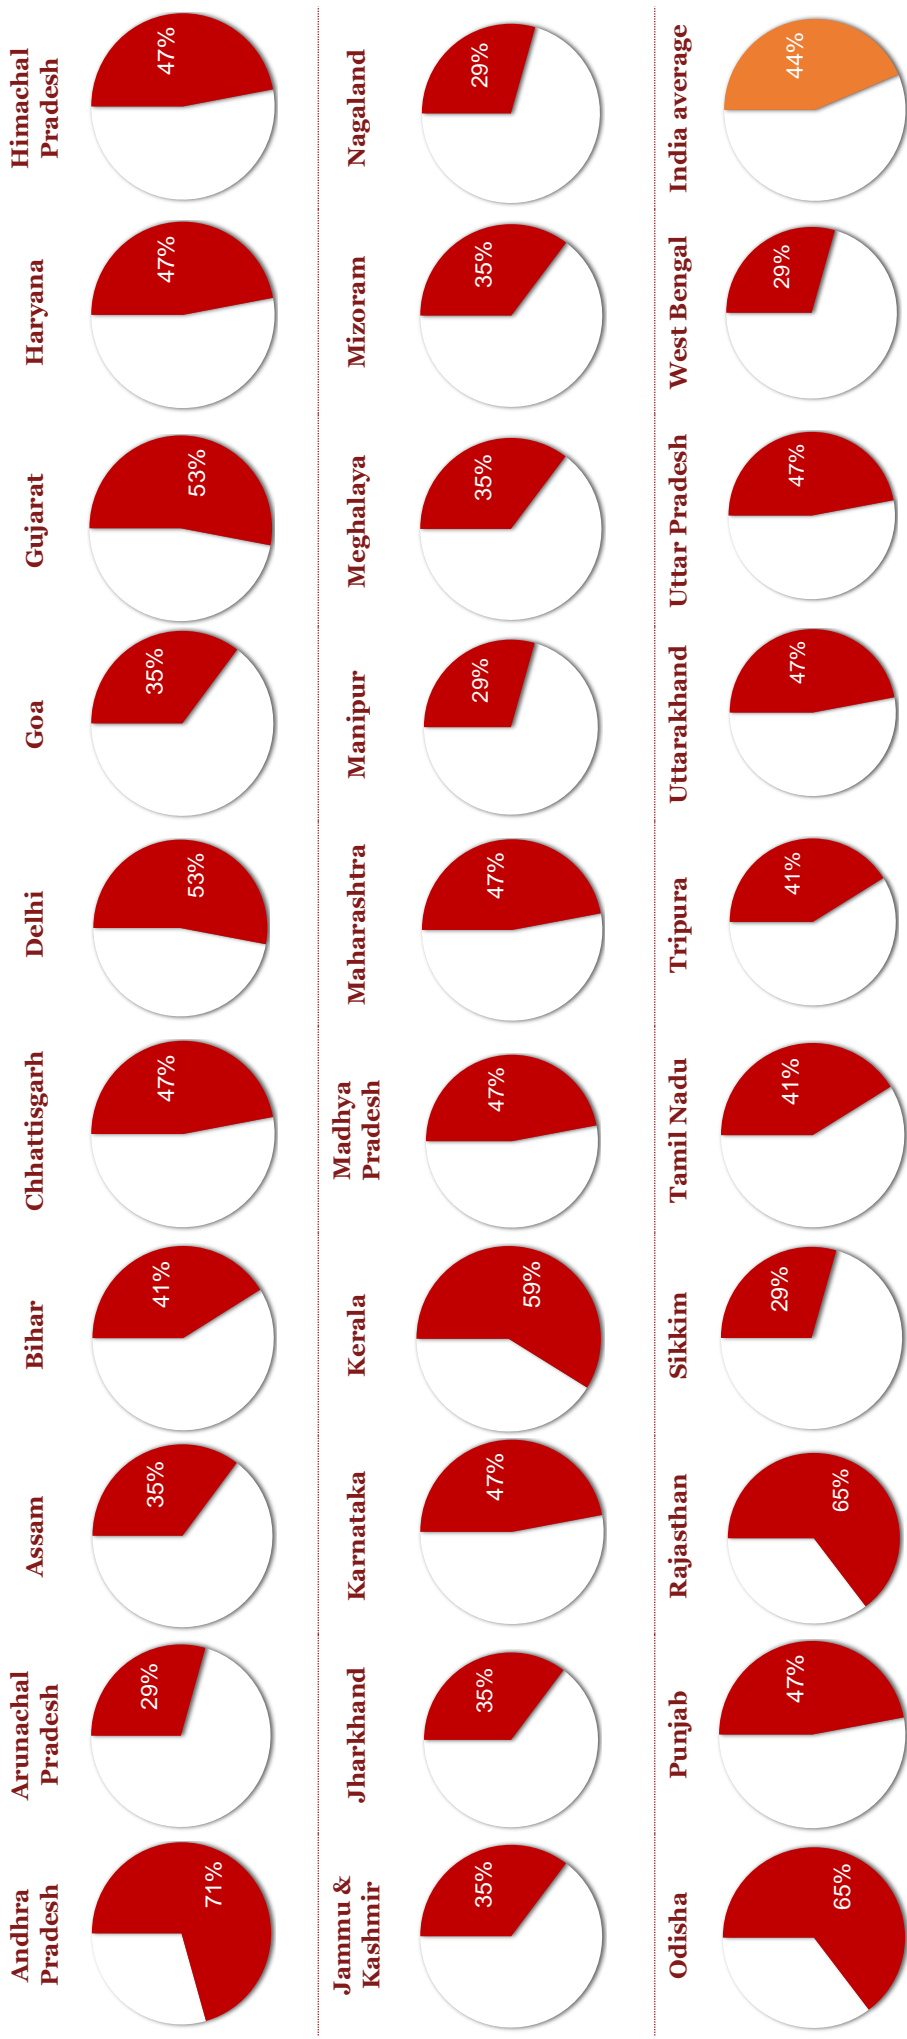 Andhra
Pradesh
71%
Arunachal
Pradesh
29%
Assam
35%
Bihar
41%
Chhattisgarh
47%
Delhi
53%
Goa
35%
Gujarat
53%
Haryana
47%
Himachal
Pradesh
47%
Jammu &
Kashmir
35%
Jharkhand
35%
Karnataka
47%
Kerala
59%
Madhya
Pradesh
47%
Maharashtra
47%
Manipur
29%
Meghalaya
35%
Mizoram
35%
Nagaland
29%
Odisha
65%
Punjab
47%
Rajasthan
65%
Sikkim
29%
Tamil Nadu
41%
Tripura
41%
Uttarakhand
47%
Uttar Pradesh
47%
West Bengal
29%
India average
44%